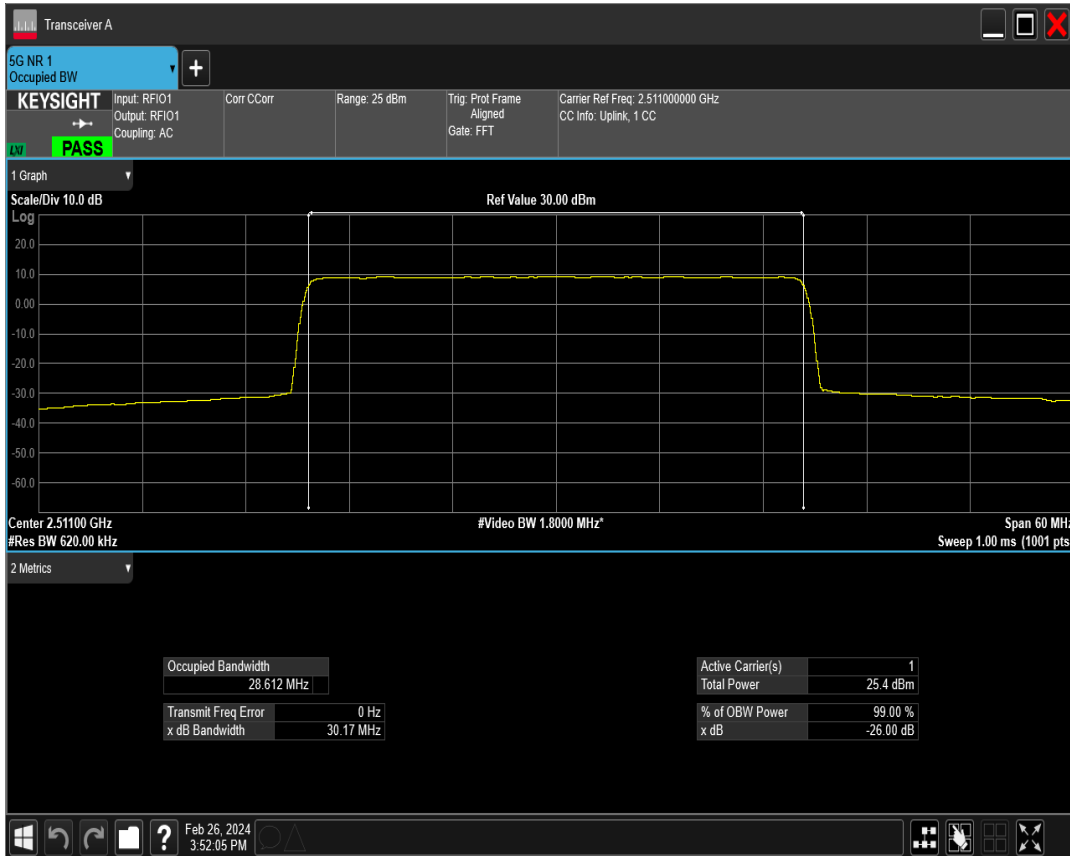 Transceiver A
5G NR 1
Occupied BW
KEYSIGHT
LXI
PASS
Input: RFIO1
Output: RFIO1
Coupling: AC
Corr CCorr
Range: 25 dBm
Trig: Prot Frame
Aligned
Gate: FFT
Carrier Ref Freq: 2.511000000 GHz
CC Info: Uplink, 1 CC
1 Graph
Scale/Div 10.0 dB
Ref Value 30.00 dBm
Log
20.0
10.0
0.00
-10.0
-20.0
-30.0
-40.0
-50.0
-60.0
Center 2.51100 GHz
#Video BW 1.8000 MHz*
Span 60 MHz
#Res BW 620.00 kHz
Sweep 1.00 ms (1001 pts
2 Metrics
Occupied Bandwidth
28.612 MHz
Transmit Freq Error 0 Hz
x dB Bandwidth 30.17 MHz
Active Carrier(s) 1
Total Power 25.4 dBm
% of OBW Power 99.00 %
x dB -26.00 dB
?
Feb 26, 2024
3:52:05 PM